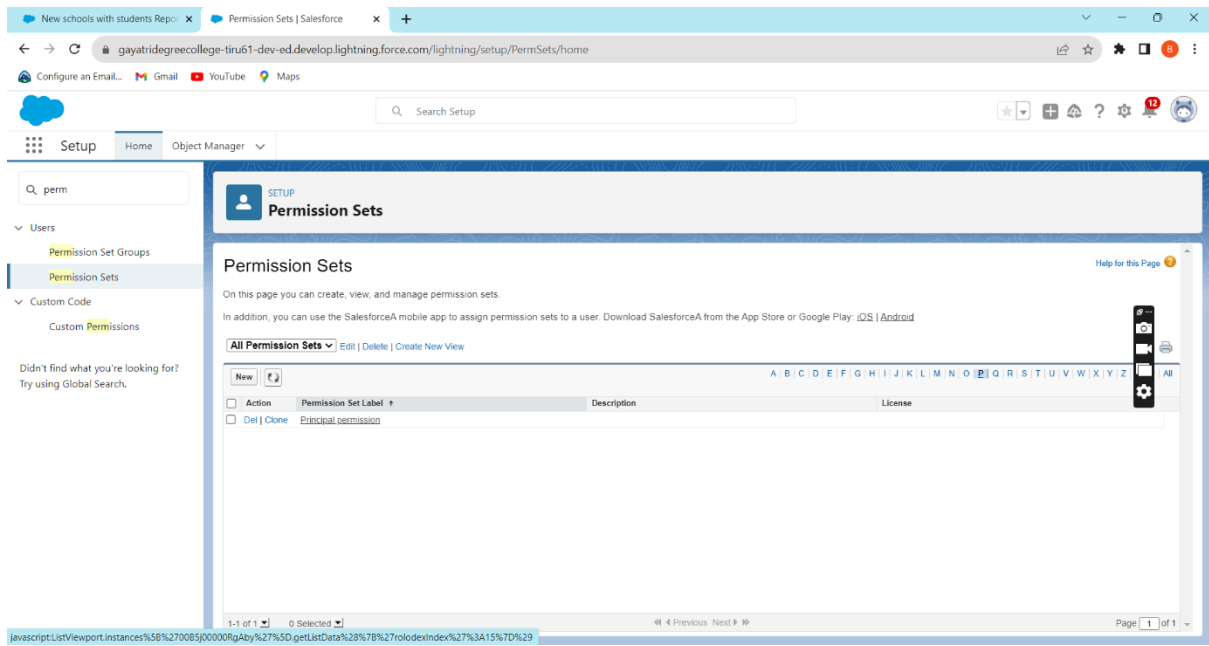 New schools with students Repo
Permission Sets | Salesforce
gayatridegreecollege-tiru61-dev-ed.develop.lightning.force.com/lightning/setup/PermSets/home
B
Configure an Email...
Gmail
YouTube
Maps
Search Setup
12
Setup
Home
Object Manager
perm
SETUP
Permission Sets
Users
Permission Set Groups
Permission Sets
Custom Code
Custom Permissions
Didn't find what you're looking for?
Try using Global Search.
Permission Sets
Help for this Page
On this page you can create, view, and manage permission sets.
In addition, you can use the SalesforceA mobile app to assign permission sets to a user. Download SalesforceA from the App Store or Google Play: iOS | Android
All Permission Sets Edit | Delete | Create New View
New
A | B | C | D | E | F | G | H | I | J | K | L | M | N | O | P | Q | R | S | T | U | V | W | X | Y | Z | All
Action Permission Set Label Description License
Del | Clone Principal permission
1-1 of 1 0 Selected Previous Next Page 1 of 1
javascript:ListViewport.instances%5B%2700B5j00000RgAby%27%5D.getListData%28%7B%27rolodexIndex%27%3A15%7D%29